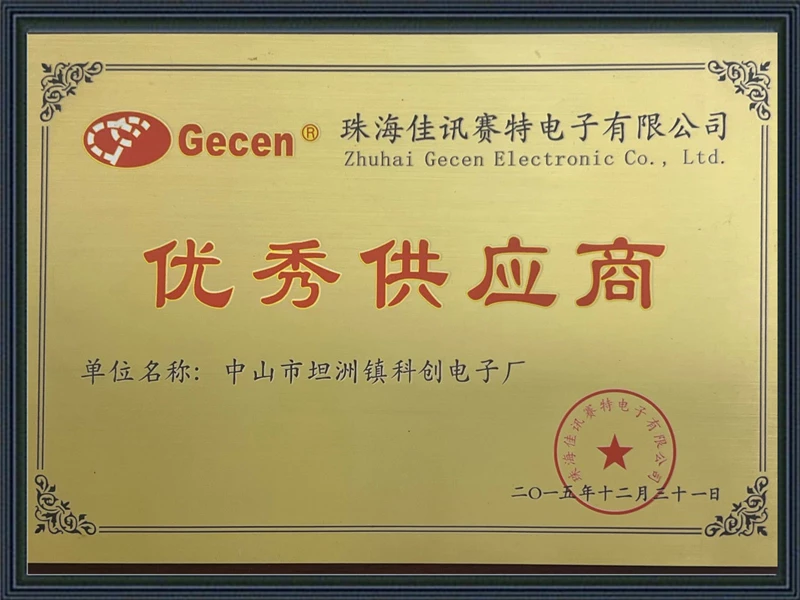 Gecen®
珠海佳讯赛特电子有限公司
Zhuhai Gecen Electronic Co., Ltd.
优秀供应商
单位名称：中山市坦洲镇科创电子厂
珠海佳讯赛特电子有限公司
二〇一五年十二月三十一日